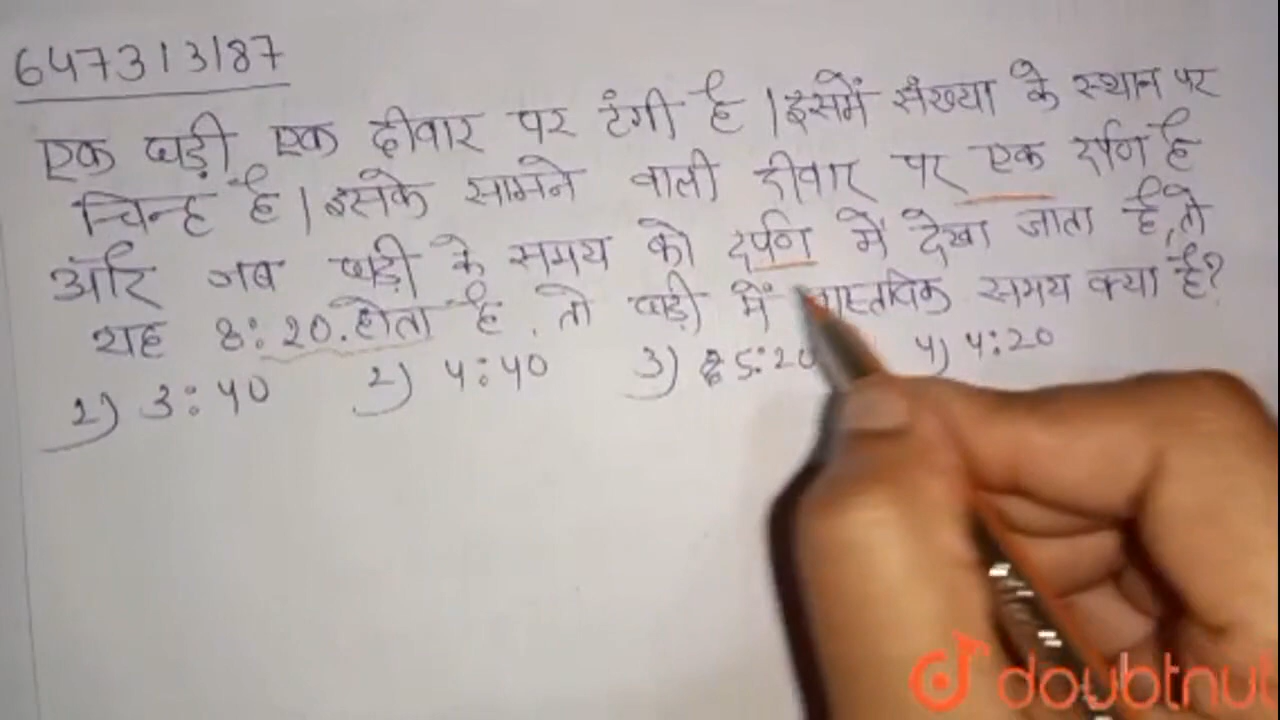 647313187
एक घड़ी एक दीवार पर टंगी है। इसमें संख्या के स्थान पर
चिन्ह है। इसके सामने वाली दीवार पर एक दर्पण है
और जब घड़ी के समय को दर्पण में देखा जाता है, तो
यह 8:20. होता है, तो घड़ी में वास्तविक समय क्या है?
1) 3:40 2) 4:40 3) 5:20 4) 4:20
doubtnut